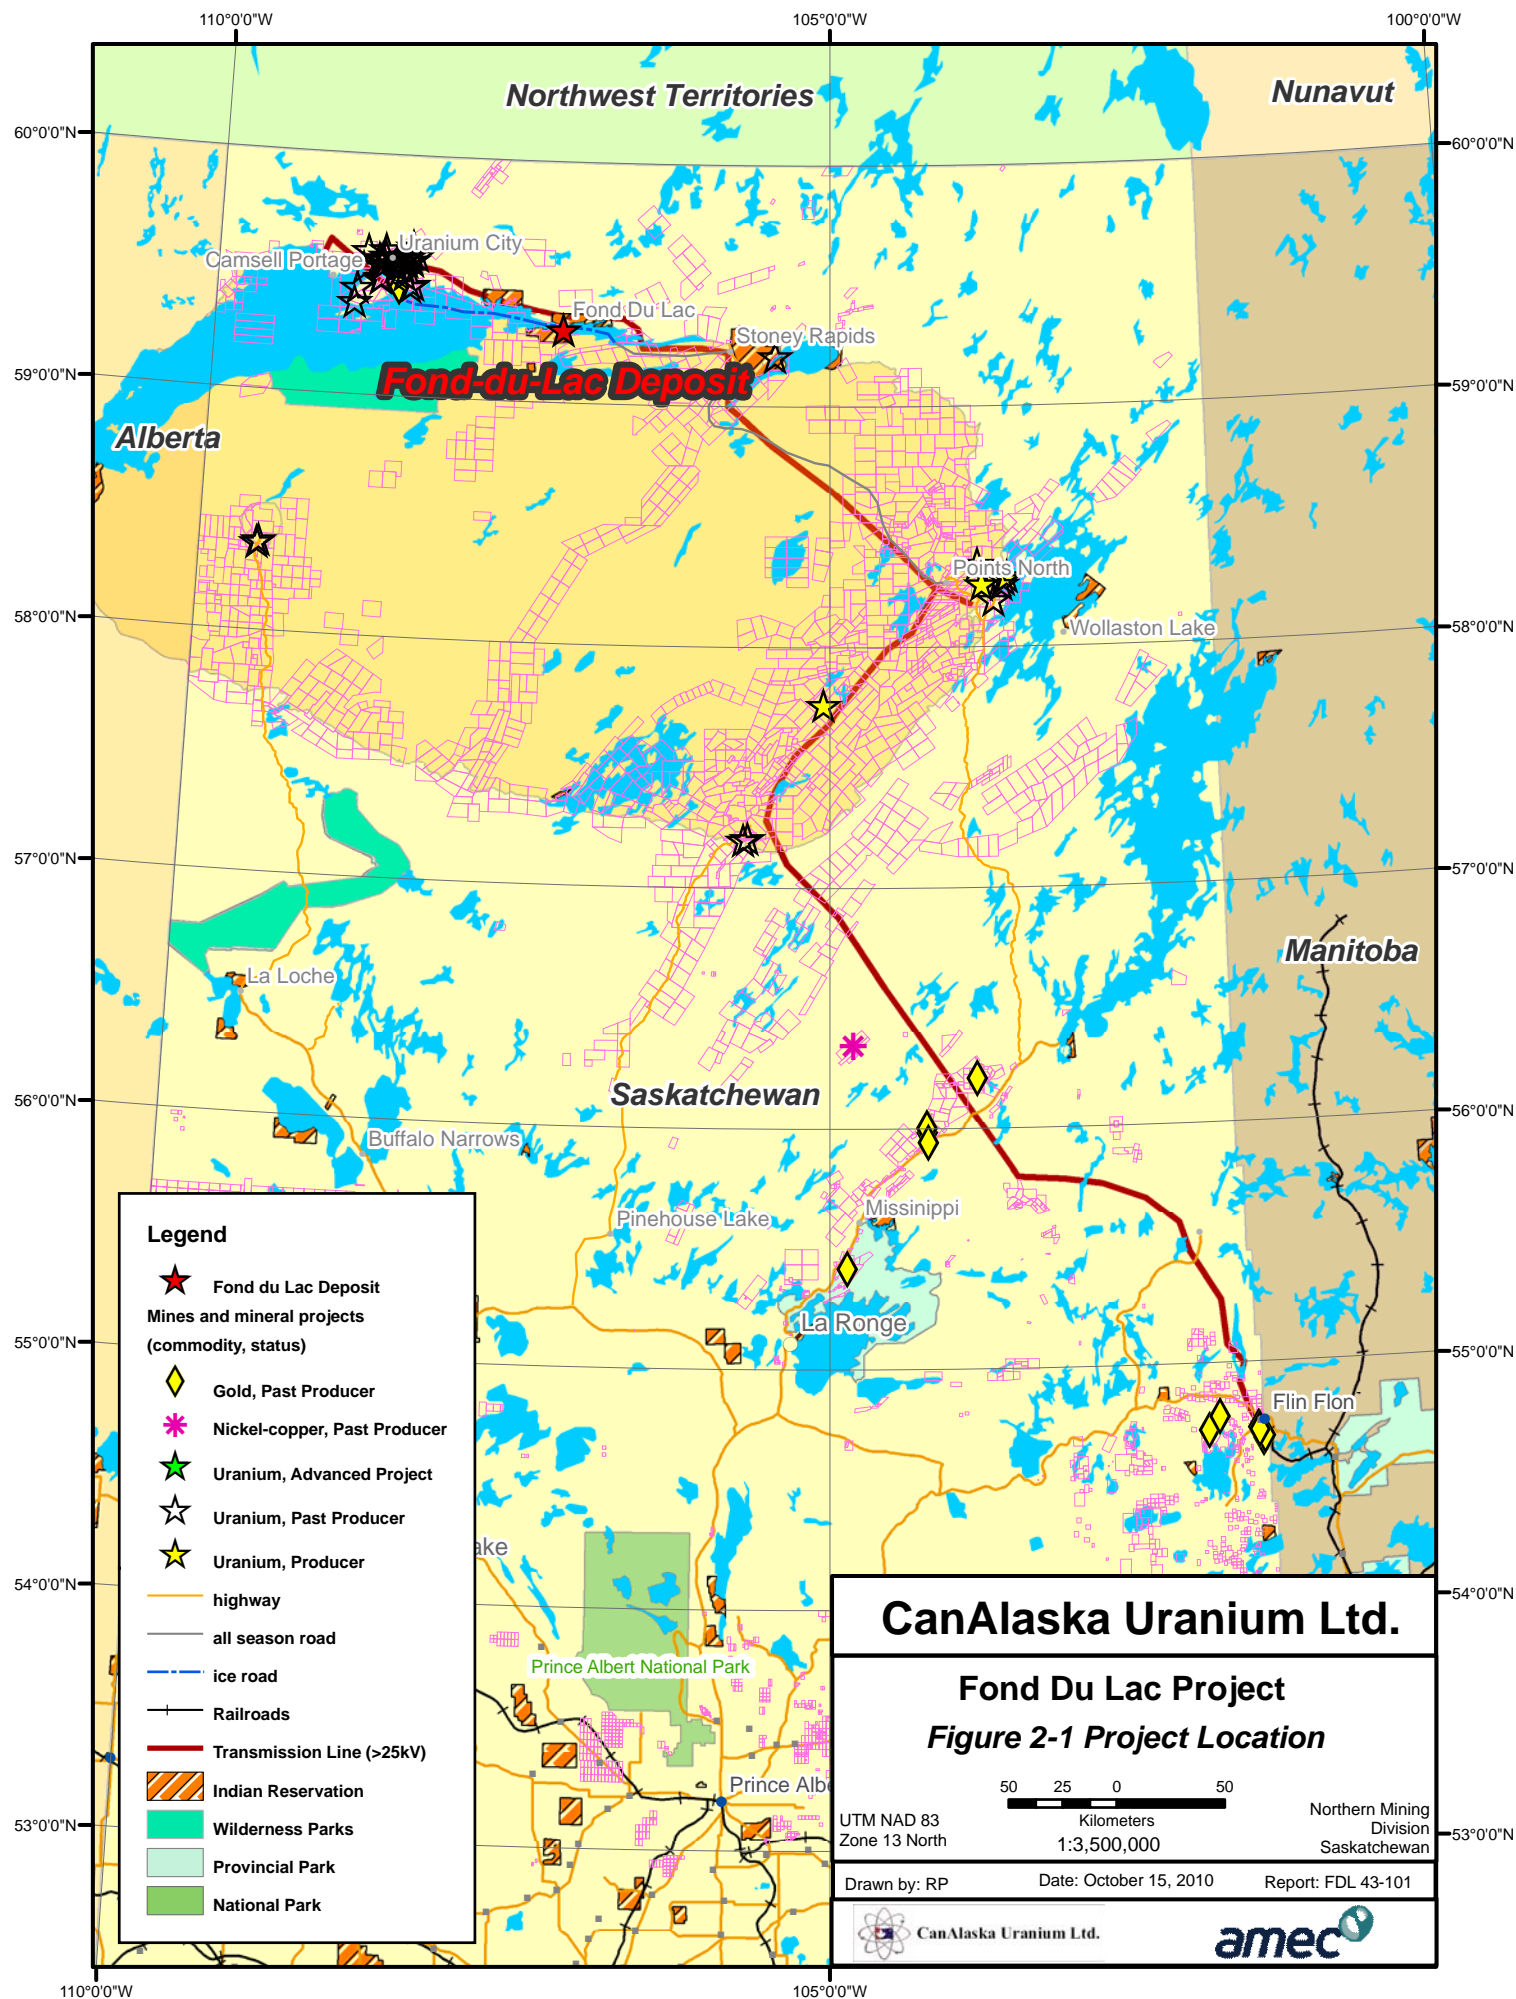 110°0'0"W
105°0'0"W
100°0'0"W
Northwest Territories
Nunavut
60°0'0"N
60°0'0"N
Uranium City
Camsell Portage
Fond Du Lac
Stoney Rapids
59°0'0"N
Fond-du-Lac Deposit
59°0'0"N
Alberta
Points North
58°0'0"N
Wollaston Lake
58°0'0"N
57°0'0"N
57°0'0"N
Manitoba
La Loche
Saskatchewan
56°0'0"N
56°0'0"N
Buffalo Narrows
Missinippi
Pinehouse Lake
La Ronge
55°0'0"N
55°0'0"N
Flin Flon
Legend
Fond du Lac Deposit
Mines and mineral projects
(commodity, status)
Gold, Past Producer
Nickel-copper, Past Producer
Uranium, Advanced Project
Uranium, Past Producer
Uranium, Producer
highway
all season road
ice road
Railroads
Transmission Line (>25kV)
Indian Reservation
Wilderness Parks
Provincial Park
National Park
ake
54°0'0"N
54°0'0"N
Prince Albert National Park
Prince Albe
53°0'0"N
53°0'0"N
CanAlaska Uranium Ltd.
Fond Du Lac Project
Figure 2-1 Project Location
50 25 0 50
Kilometers
1:3,500,000
UTM NAD 83
Zone 13 North
Northern Mining
Division
Saskatchewan
Drawn by: RP
Date: October 15, 2010
Report: FDL 43-101
CanAlaska Uranium Ltd.
amec
110°0'0"W
105°0'0"W